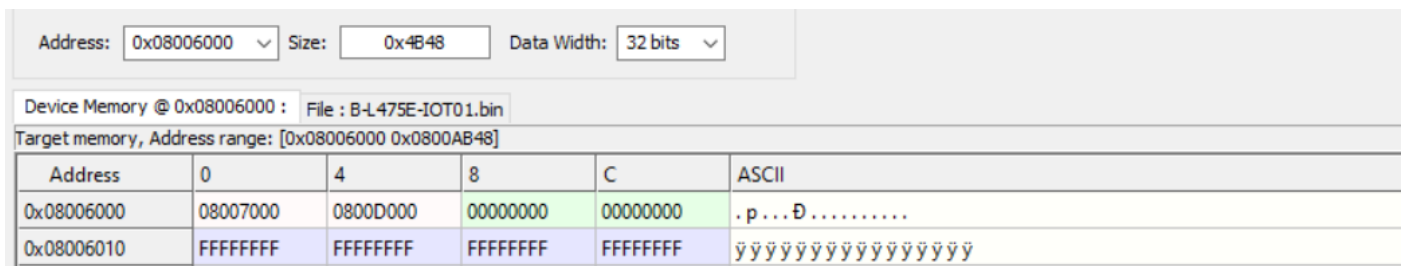 Address: 0x08006000 Size: 0x4B48 Data Width: 32 bits
Device Memory @ 0x08006000 : File : B-L475E-IOT01.bin
Target memory, Address range: [0x08006000 0x0800AB48]
Address 0 4 8 C ASCII
0x08006000 08007000 0800D000 00000000 00000000 .p...Ð..........
0x08006010 FFFFFFFF FFFFFFFF FFFFFFFF FFFFFFFF ÿÿÿÿÿÿÿÿÿÿÿÿÿÿÿÿ